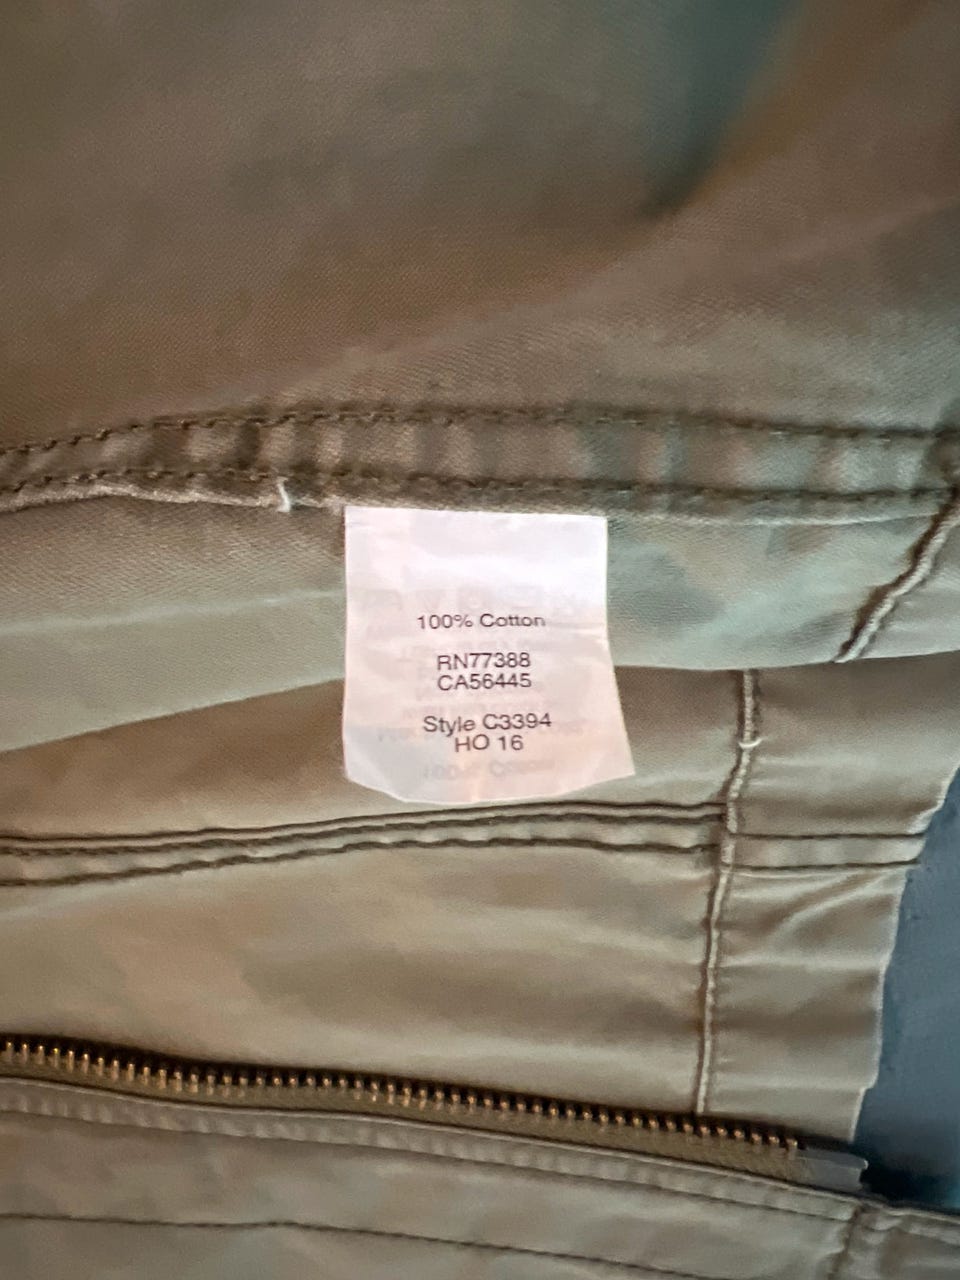 100% Cotton
RN77388
CA56445
Style C3394
HO 16